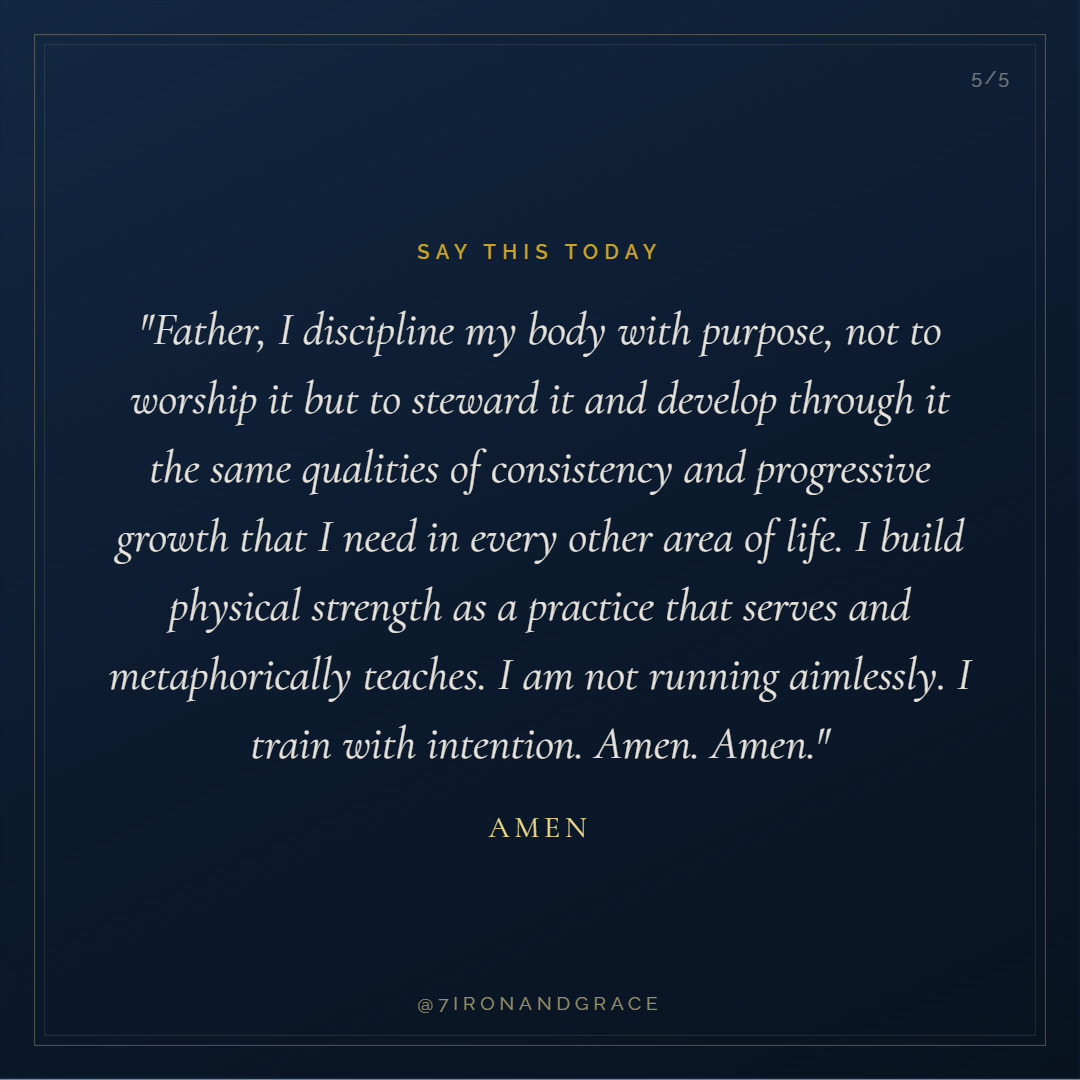 5/5
SAY THIS TODAY
"Father, I discipline my body with purpose, not to
worship it but to steward it and develop through it
the same qualities of consistency and progressive
growth that I need in every other area of life. I build
physical strength as a practice that serves and
metaphorically teaches. I am not running aimlessly. I
train with intention. Amen. Amen."
AMEN
@7IRONANDGRACE